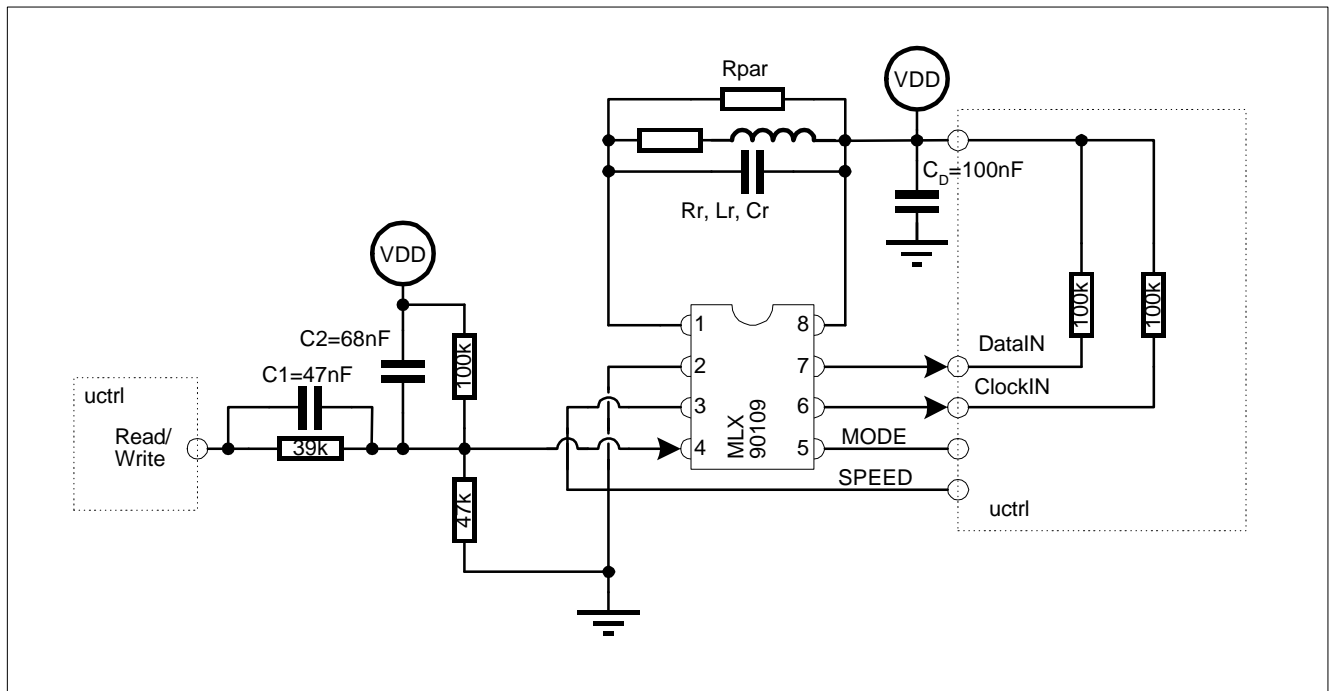 Rpar
VDD
C_D=100nF
Rr, Lr, Cr
VDD
C2=68nF
100k
C1=47nF
uctrl
Read/
Write
39k
47k
1
2
3
4
8
7
6
5
MLX
90109
100k
100k
DataIN
ClockIN
MODE
SPEED
uctrl